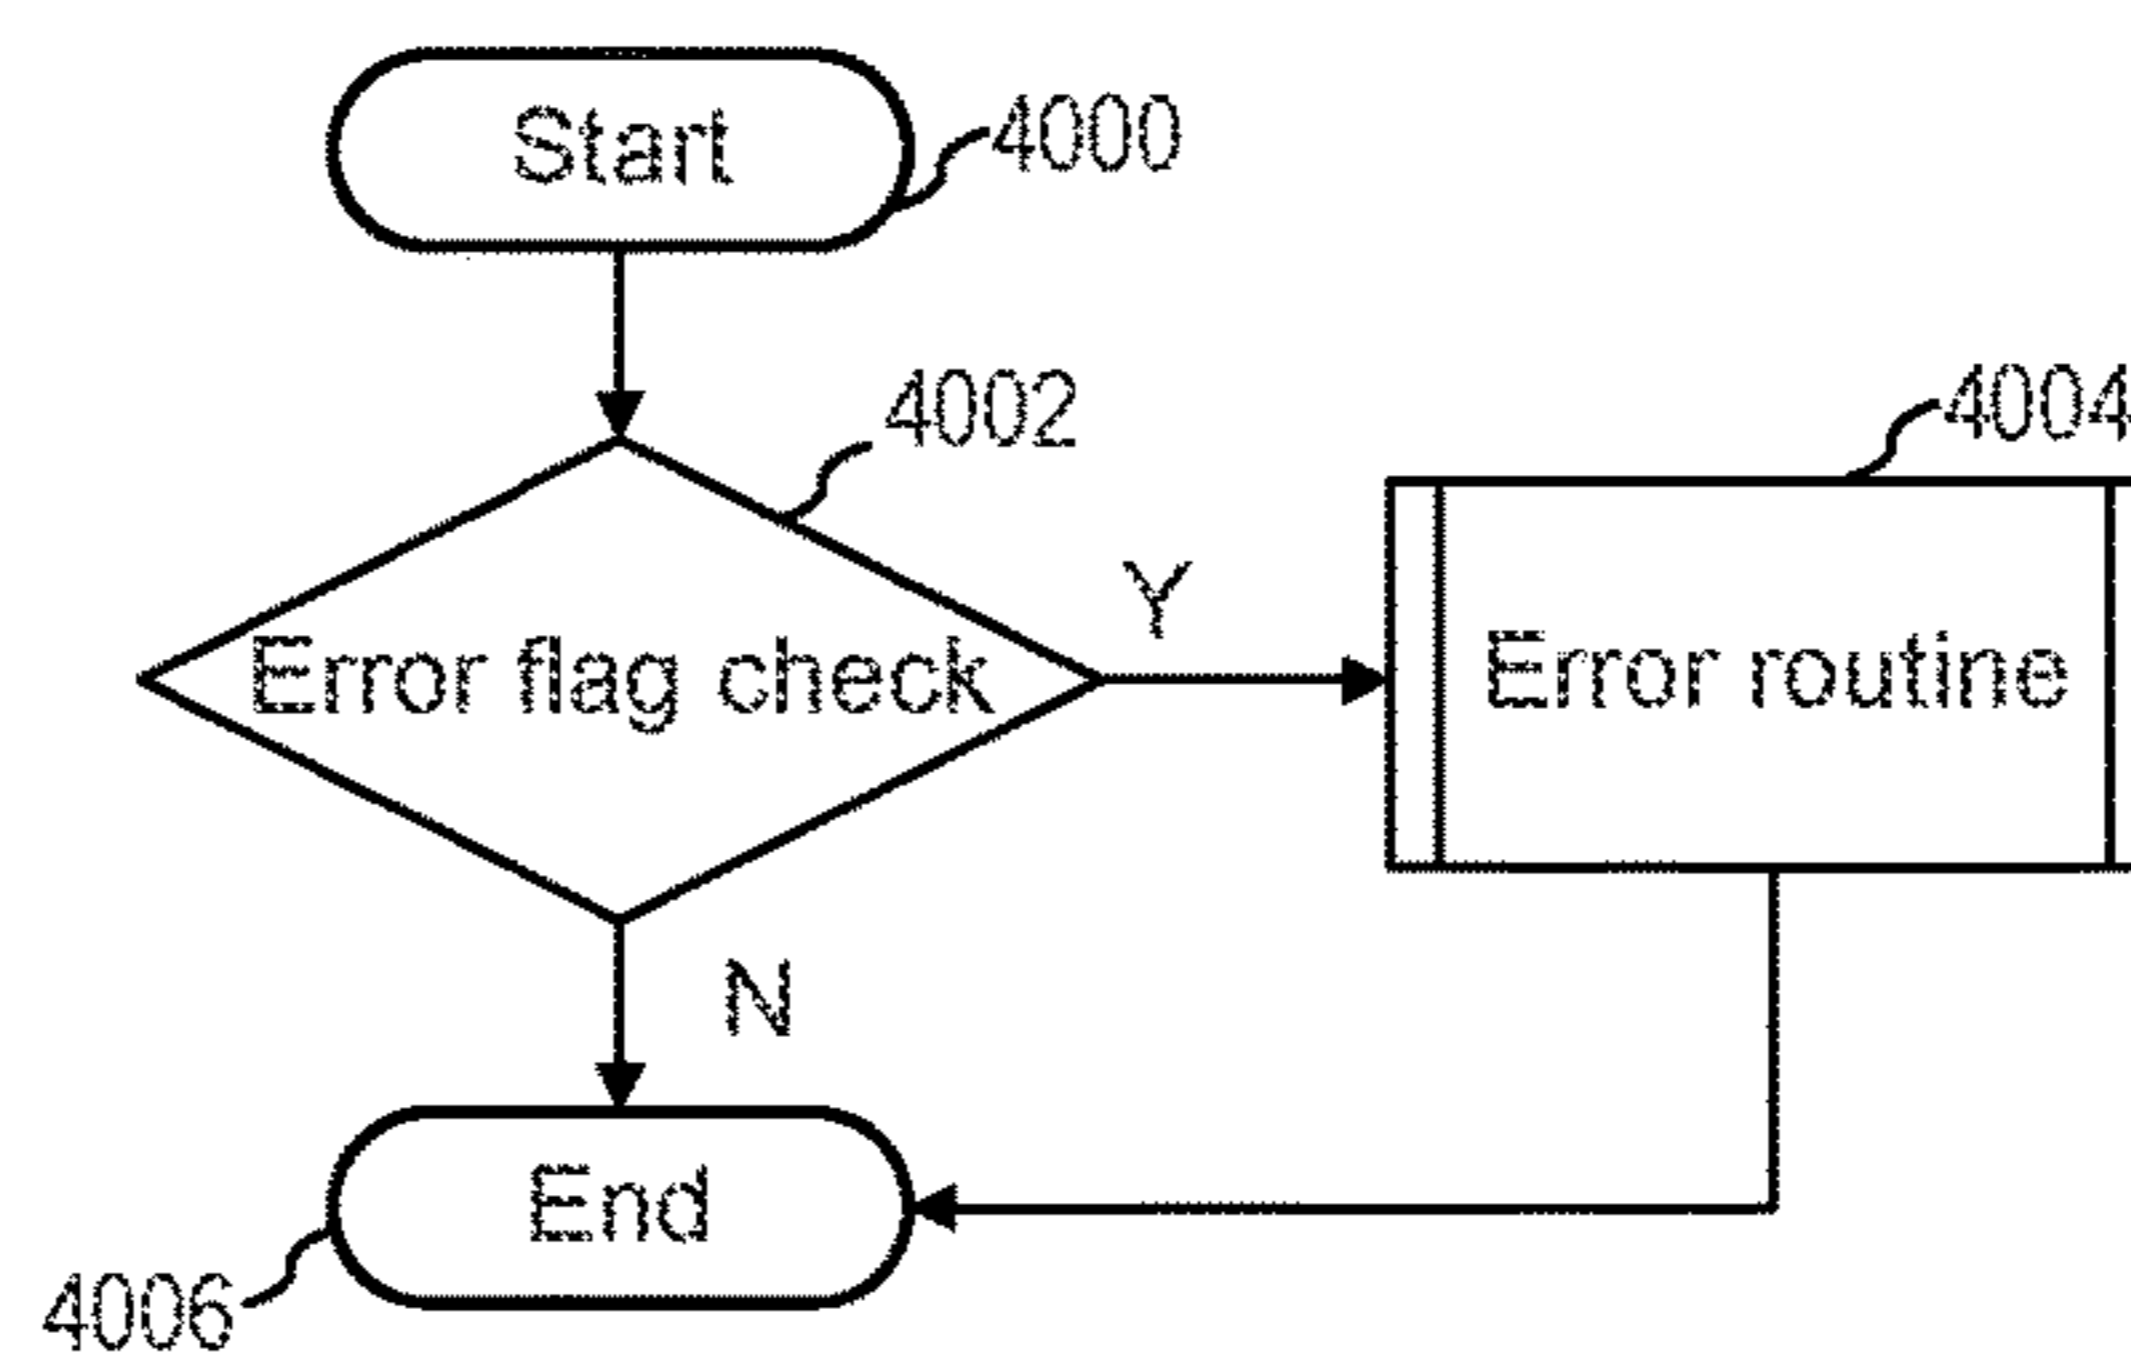 Start
4000
4002
4004
Y
Error flag check
Error routine
N
End
4006